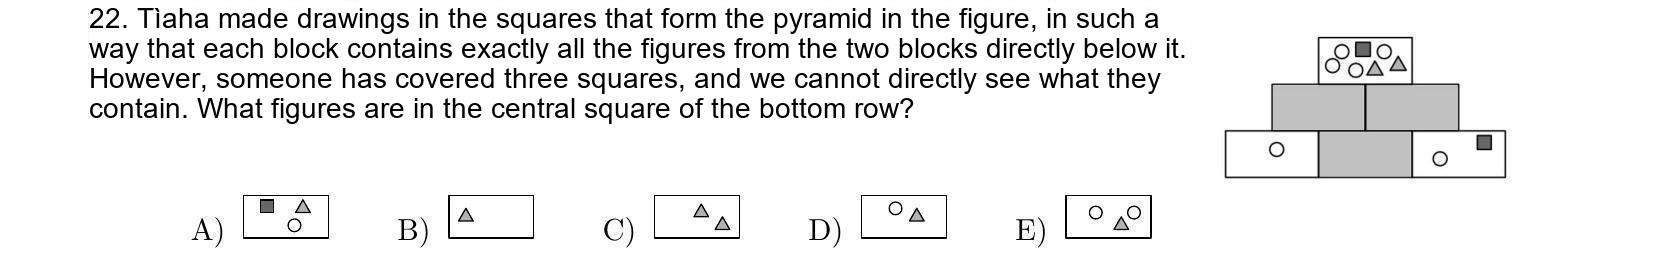 22. Tìaha made drawings in the squares that form the pyramid in the figure, in such a
way that each block contains exactly all the figures from the two blocks directly below it.
However, someone has covered three squares, and we cannot directly see what they
contain. What figures are in the central square of the bottom row?
A) B) C) D) E)